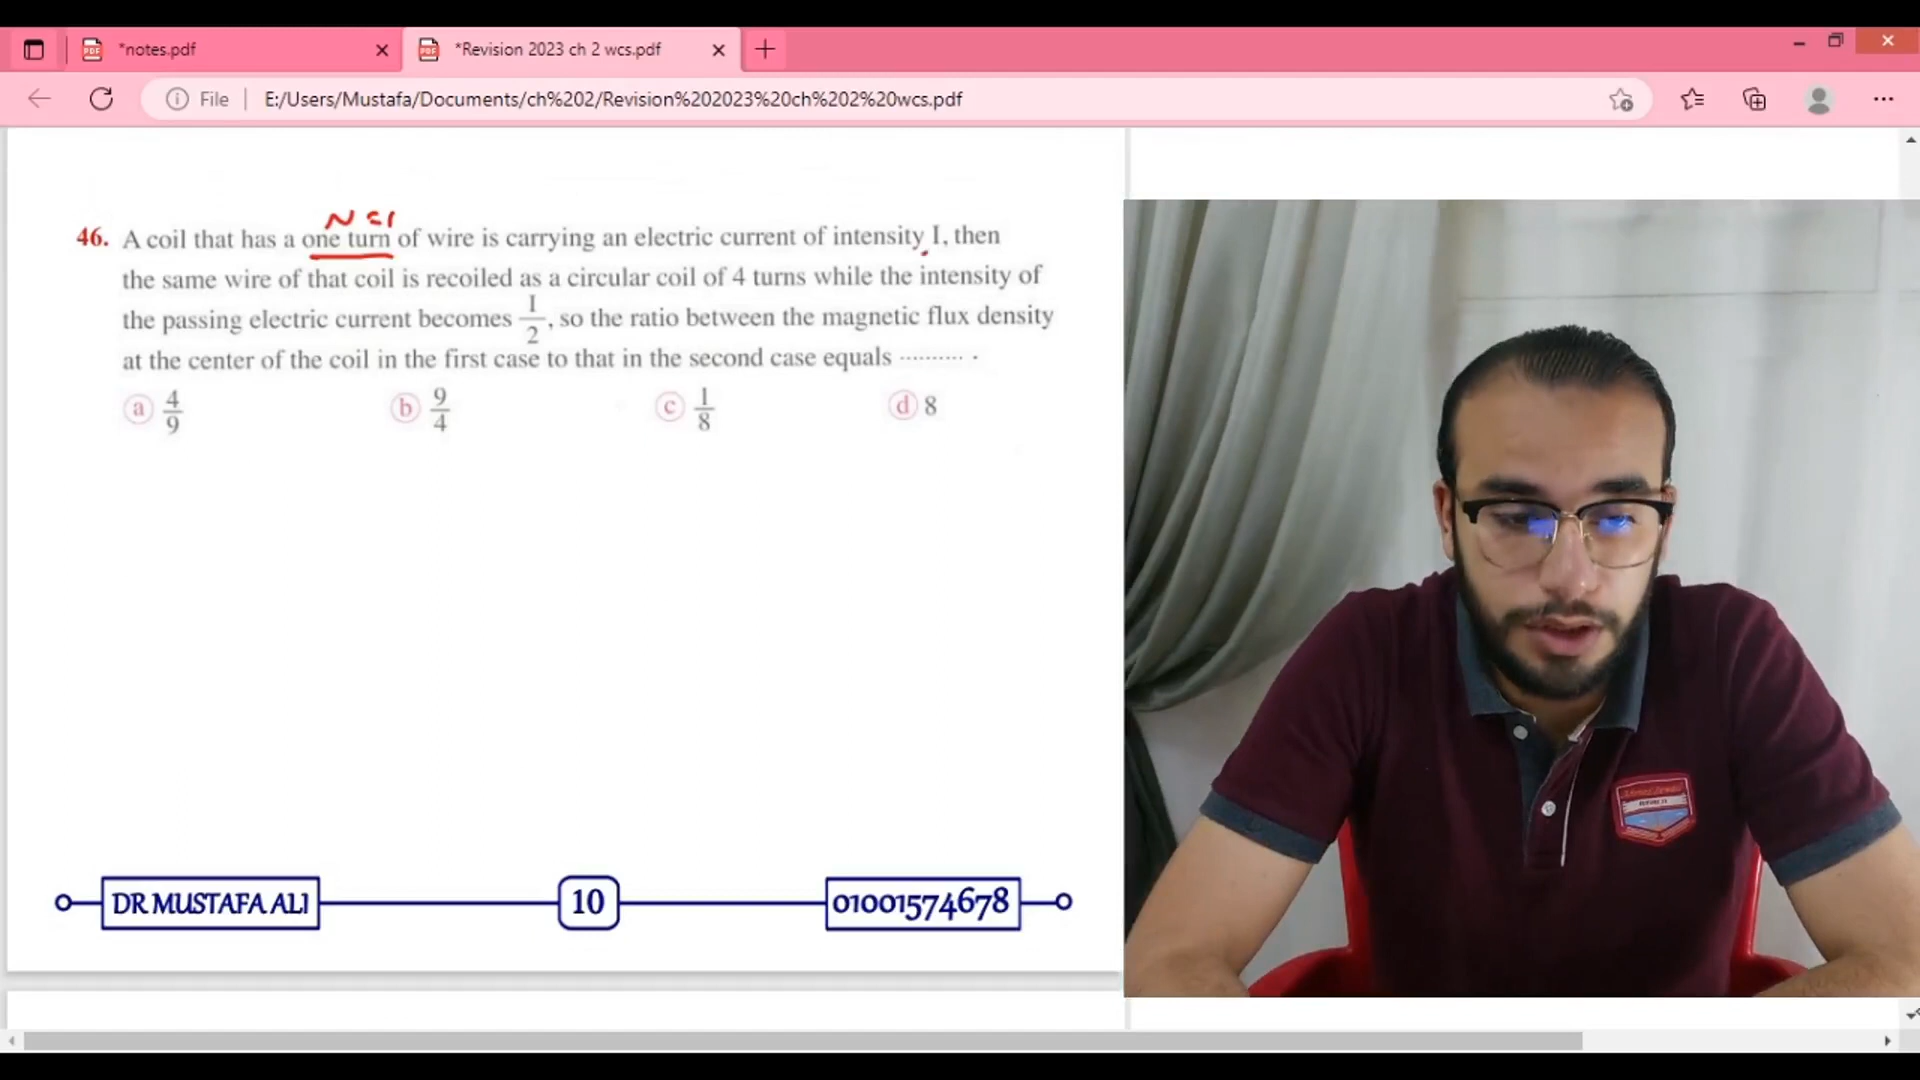 *notes.pdf
*Revision 2023 ch 2 wcs.pdf
File
E:/Users/Mustafa/Documents/ch%202/Revision%202023%20ch%202%20wcs.pdf
N = 1
46. A coil that has a one turn of wire is carrying an electric current of intensity I, then
the same wire of that coil is recoiled as a circular coil of 4 turns while the intensity of
the passing electric current becomes I/2, so the ratio between the magnetic flux density
at the center of the coil in the first case to that in the second case equals ·········· .
a 4/9 b 9/4 c 1/8 d 8
DR MUSTAFA ALI
10
01001574678